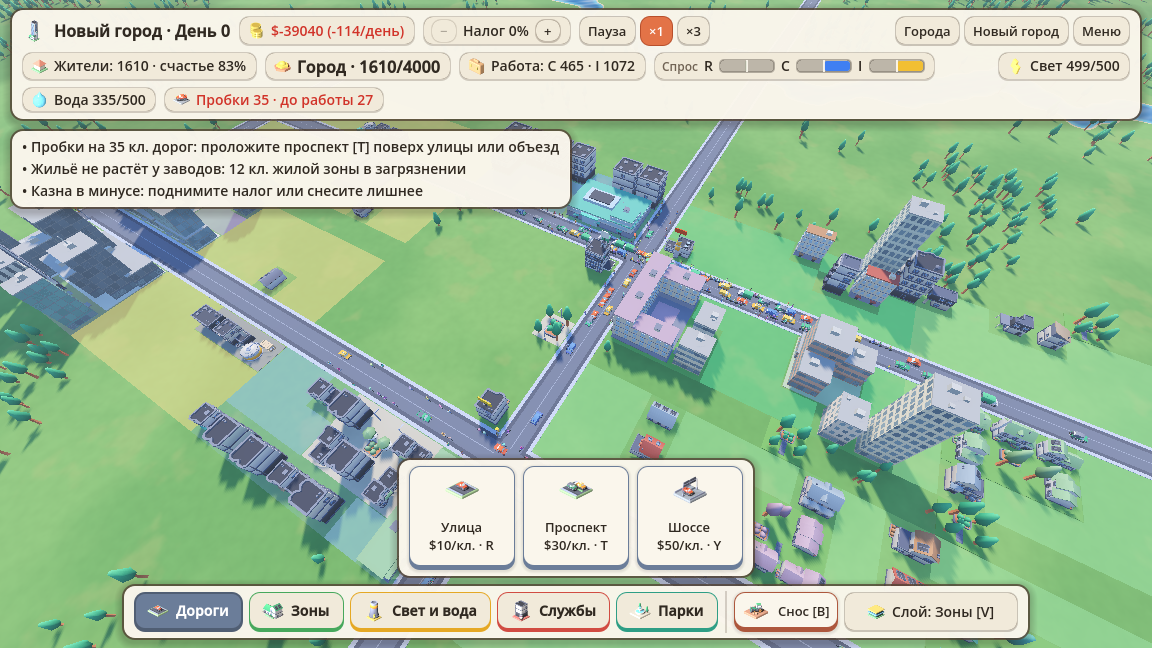 Новый город · День 0
$-39040 (-114/день)
− Налог 0% +
Пауза
×1
×3
Города
Новый город
Меню
Жители: 1610 · счастье 83%
Город · 1610/4000
Работа: C 465 · I 1072
Спрос R C I
Свет 499/500
Вода 335/500
Пробки 35 · до работы 27
• Пробки на 35 кл. дорог: проложите проспект [T] поверх улицы или объезд
• Жильё не растёт у заводов: 12 кл. жилой зоны в загрязнении
• Казна в минусе: поднимите налог или снесите лишнее
Улица
$10/кл. · R
Проспект
$30/кл. · T
Шоссе
$50/кл. · Y
Дороги
Зоны
Свет и вода
Службы
Парки
Снос [B]
Слой: Зоны [V]